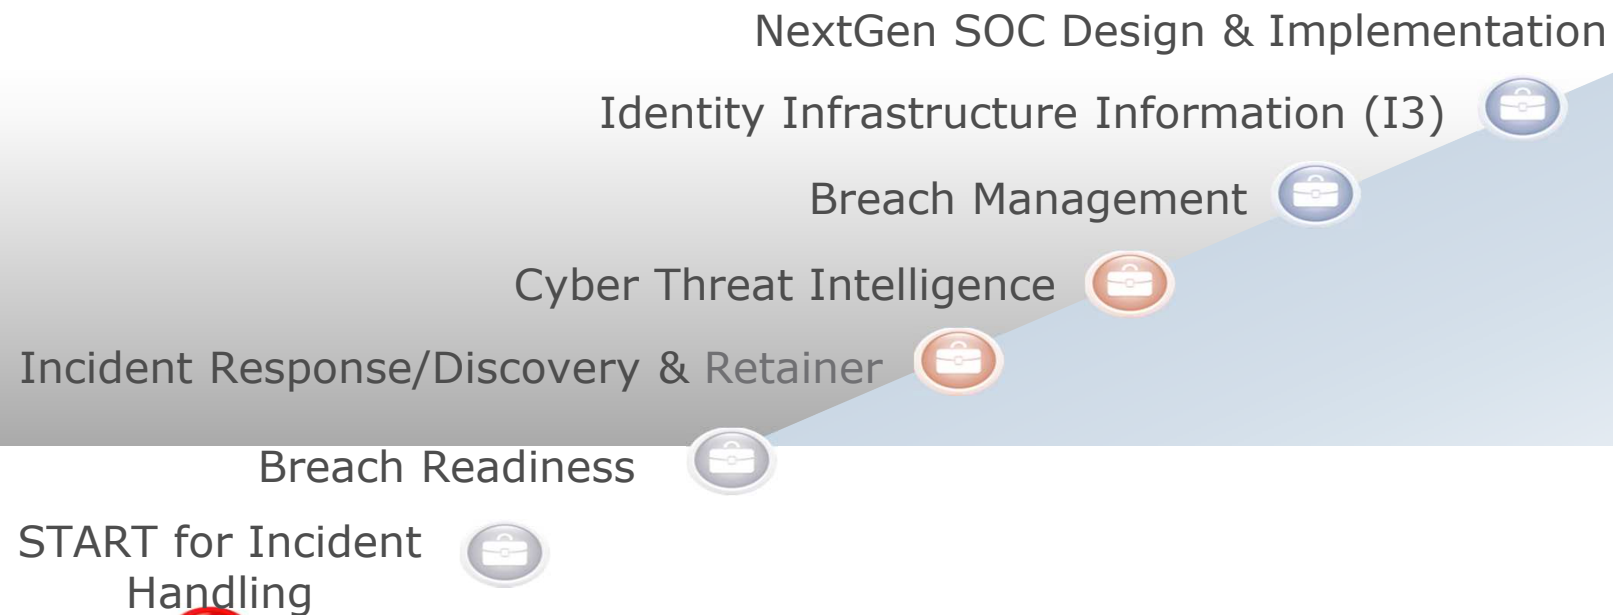 NextGen SOC Design & Implementation
Identity Infrastructure Information (I3)
Breach Management
Cyber Threat Intelligence
Incident Response/Discovery & Retainer
Breach Readiness
START for Incident
Handling